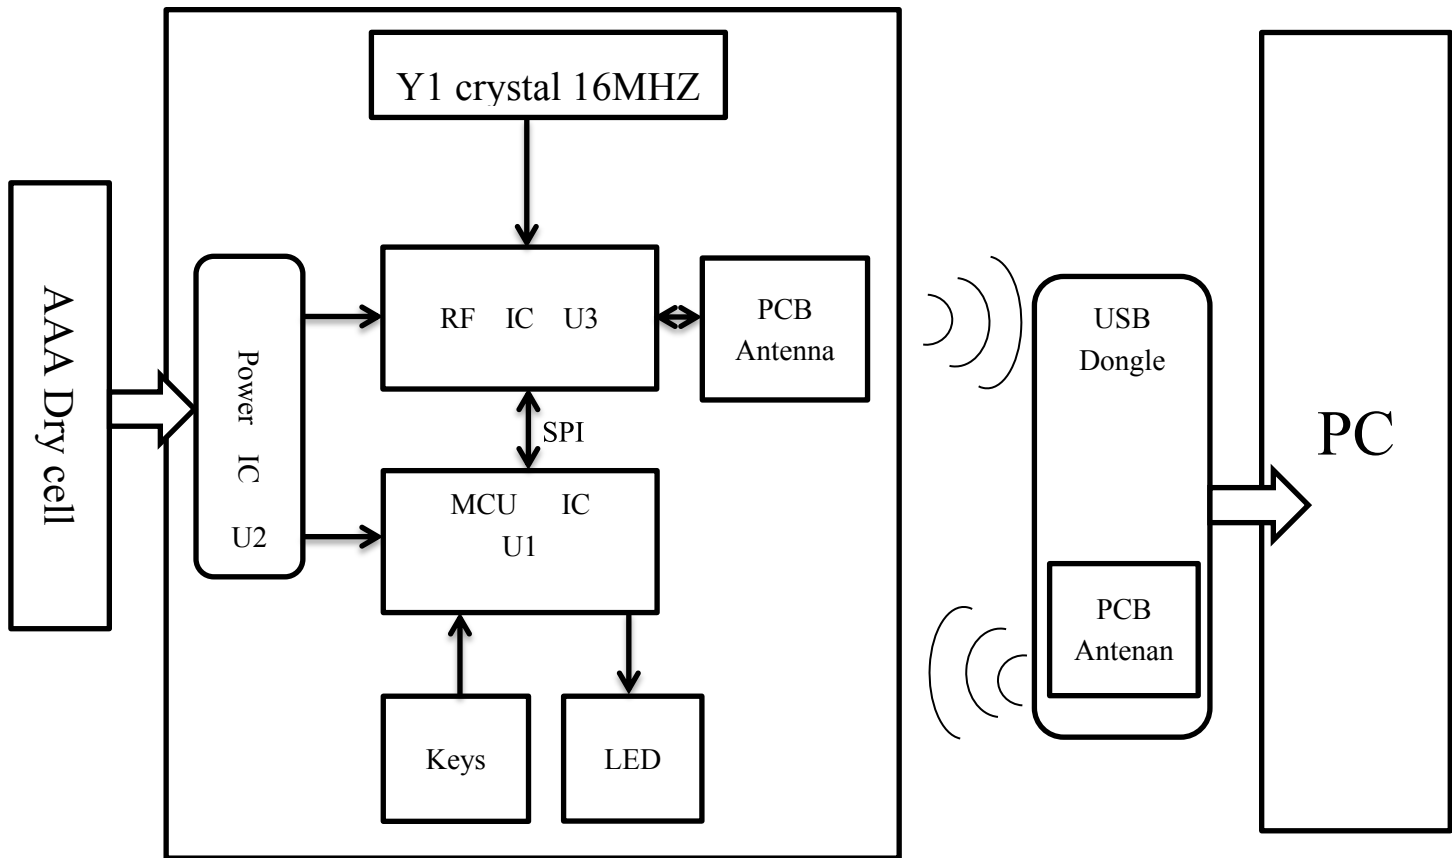 Y1 crystal 16MHZ
AAA Dry cell
Power IC
U2
RF IC U3
PCB
Antenna
SPI
MCU IC
U1
Keys
LED
USB
Dongle
PCB
Antenan
PC